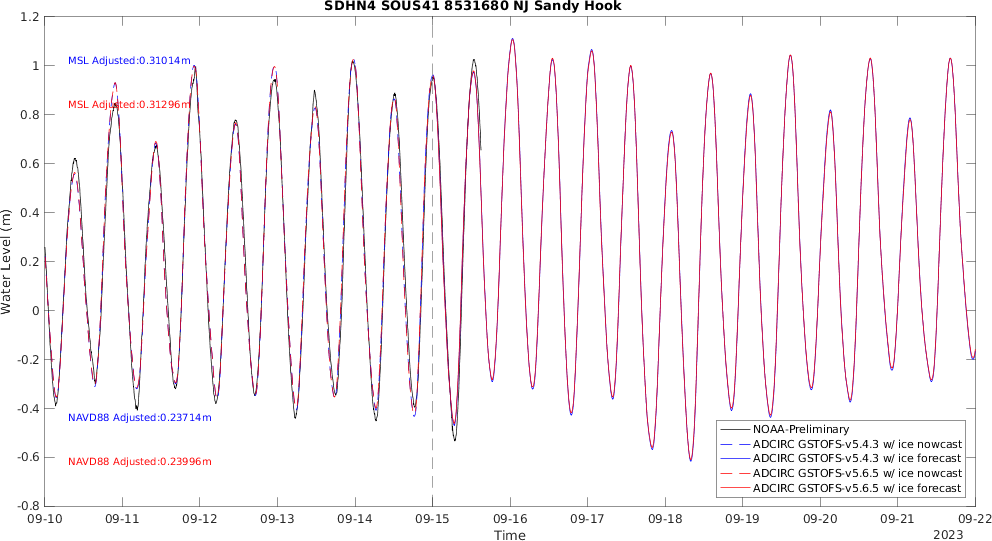 SDHN4 SOUS41 8531680 NJ Sandy Hook
1.2
1
0.8
0.6
0.4
0.2
0
-0.2
-0.4
-0.6
-0.8
Water Level (m)
MSL Adjusted:0.31014m
MSL Adjusted:0.31296m
NAVD88 Adjusted:0.23714m
NAVD88 Adjusted:0.23996m
NOAA-Preliminary
ADCIRC GSTOFS-v5.4.3 w/ ice nowcast
ADCIRC GSTOFS-v5.4.3 w/ ice forecast
ADCIRC GSTOFS-v5.6.5 w/ ice nowcast
ADCIRC GSTOFS-v5.6.5 w/ ice forecast
09-10 09-11 09-12 09-13 09-14 09-15 09-16 09-17 09-18 09-19 09-20 09-21 09-22
Time
2023